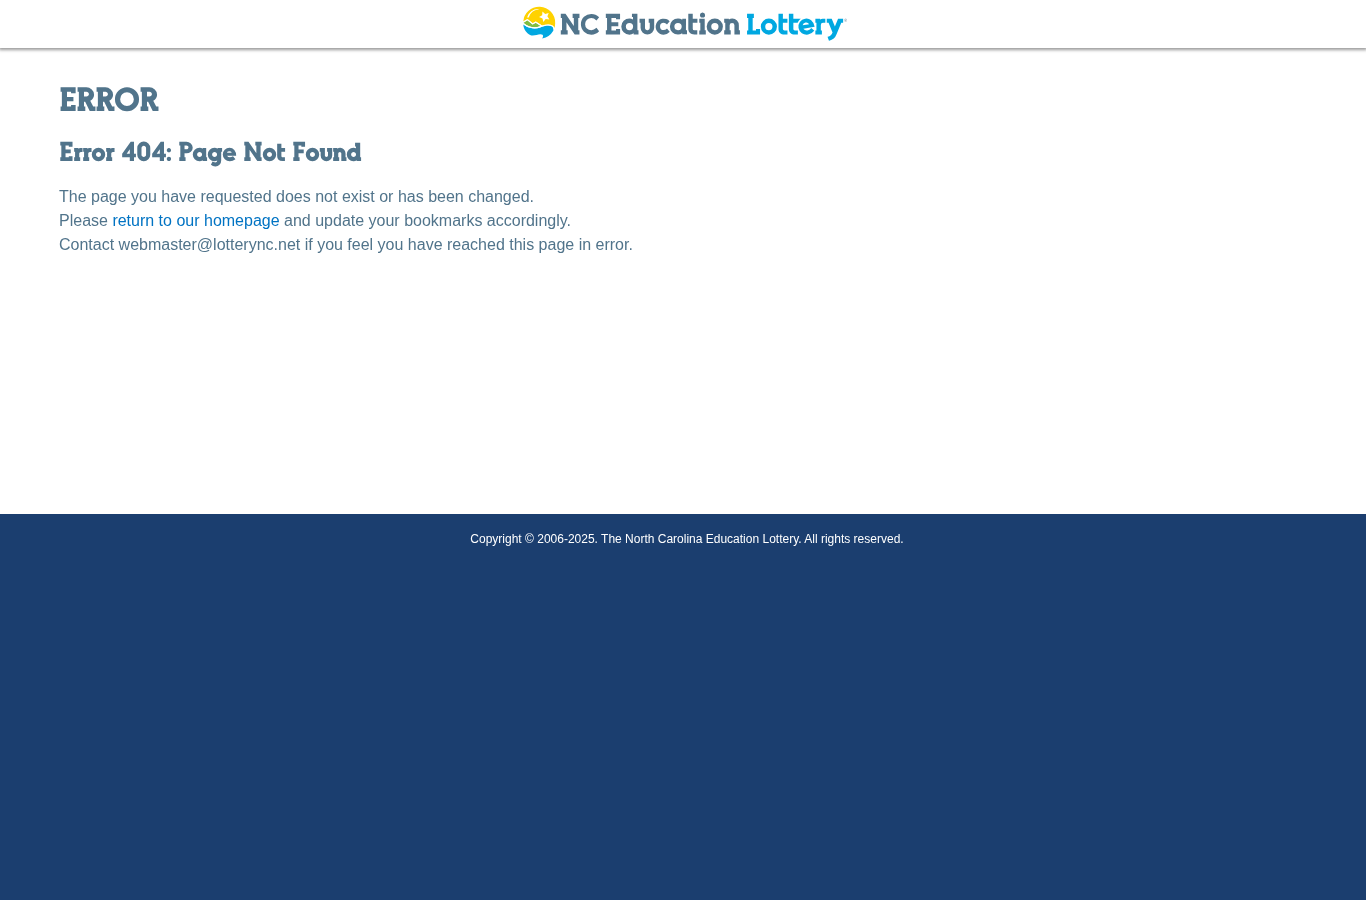 NC Education Lottery
ERROR
Error 404: Page Not Found
The page you have requested does not exist or has been changed.
Please return to our homepage and update your bookmarks accordingly.
Contact webmaster@lotterync.net if you feel you have reached this page in error.
Copyright © 2006-2025. The North Carolina Education Lottery. All rights reserved.